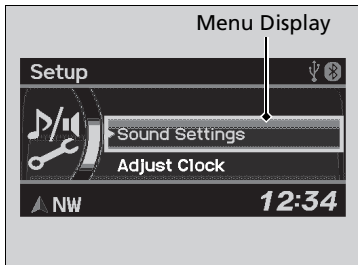 Menu Display
Setup
Sound Settings
Adjust Clock
NW
12:34